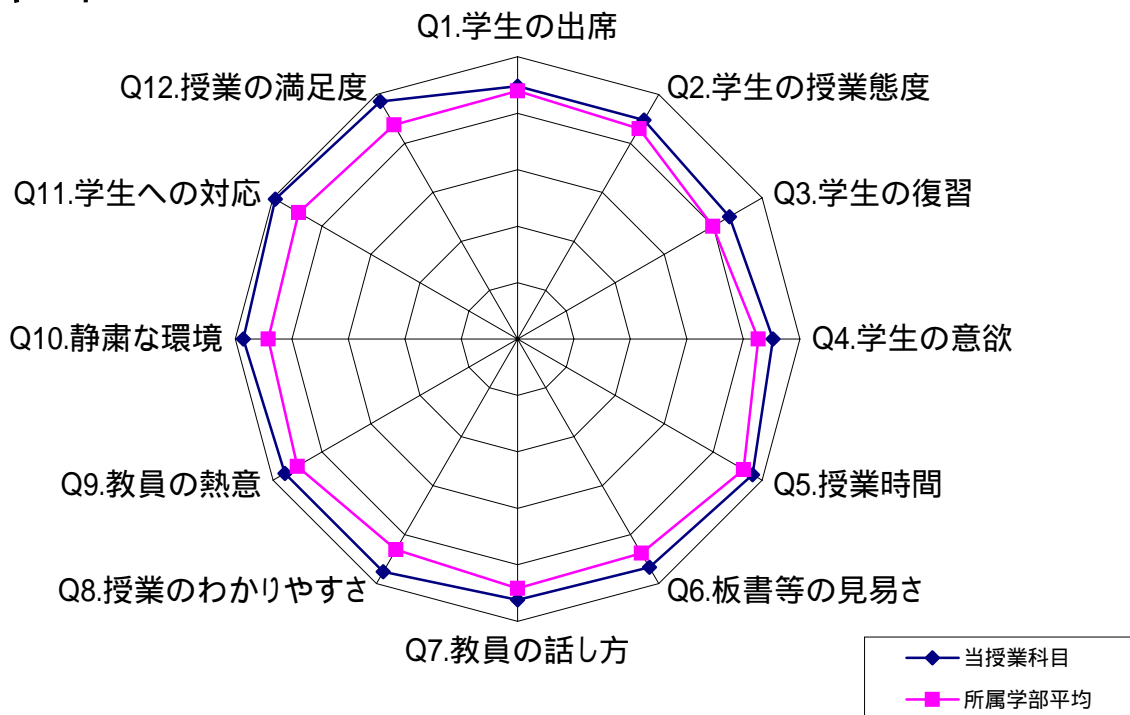 Q1.学生の出席
Q2.学生の授業態度
Q3.学生の復習
Q4.学生の意欲
Q5.授業時間
Q6.板書等の見易さ
Q7.教員の話し方
Q8.授業のわかりやすさ
Q9.教員の熱意
Q10.静粛な環境
Q11.学生への対応
Q12.授業の満足度
当授業科目
所属学部平均